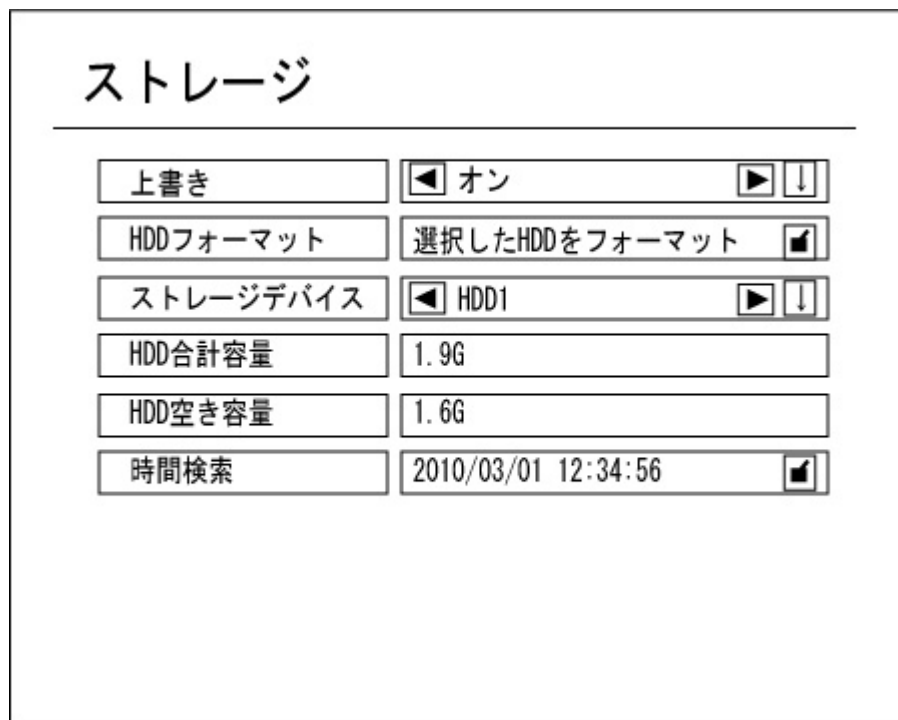 ストレージ
上書き ◀ オン ▶ ↓
HDDフォーマット 選択したHDDをフォーマット
ストレージデバイス ◀ HDD1 ▶ ↓
HDD合計容量 1.9G
HDD空き容量 1.6G
時間検索 2010/03/01 12:34:56